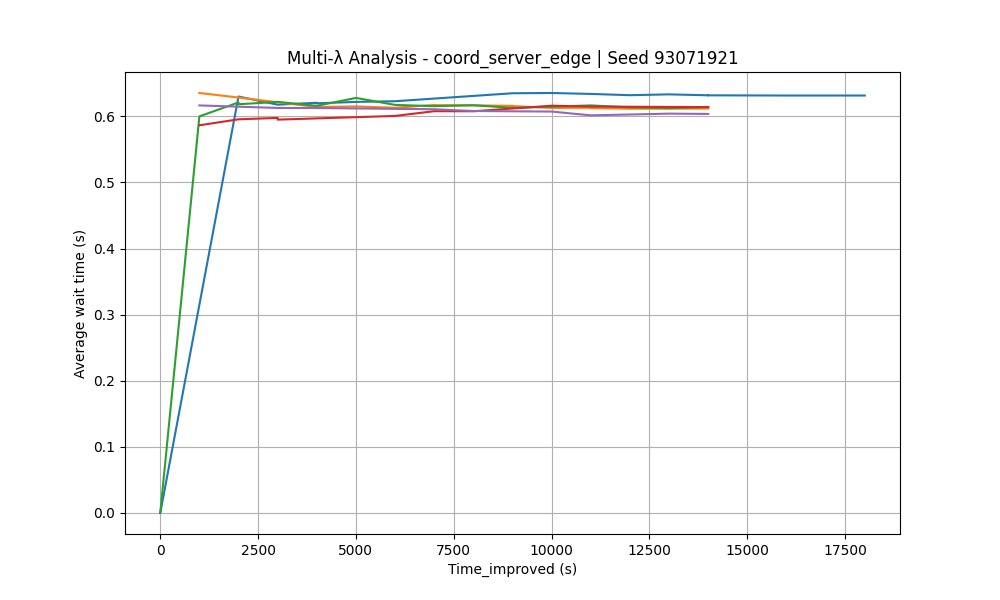 Multi-λ Analysis - coord_server_edge | Seed 93071921
Average wait time (s)
0.6
0.5
0.4
0.3
0.2
0.1
0.0
0 2500 5000 7500 10000 12500 15000 17500
Time_improved (s)